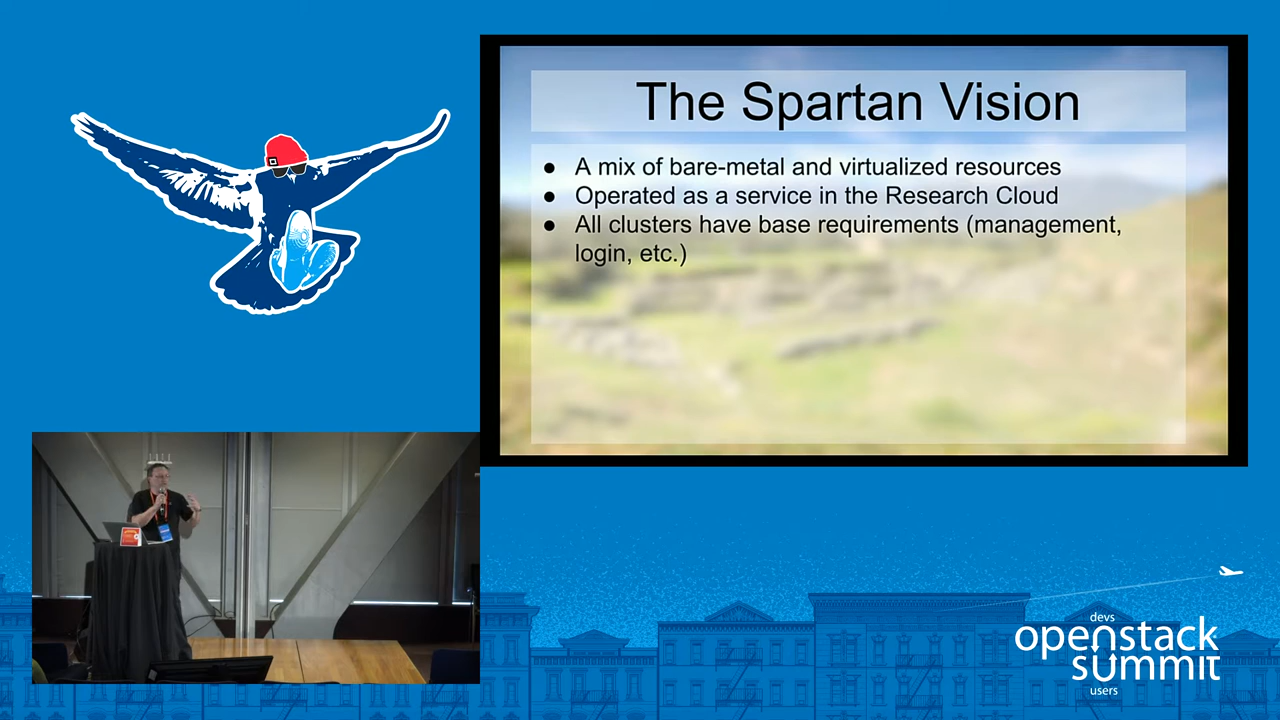 The Spartan Vision
● A mix of bare-metal and virtualized resources
● Operated as a service in the Research Cloud
● All clusters have base requirements (management,
login, etc.)
devs
openstack
summit
users